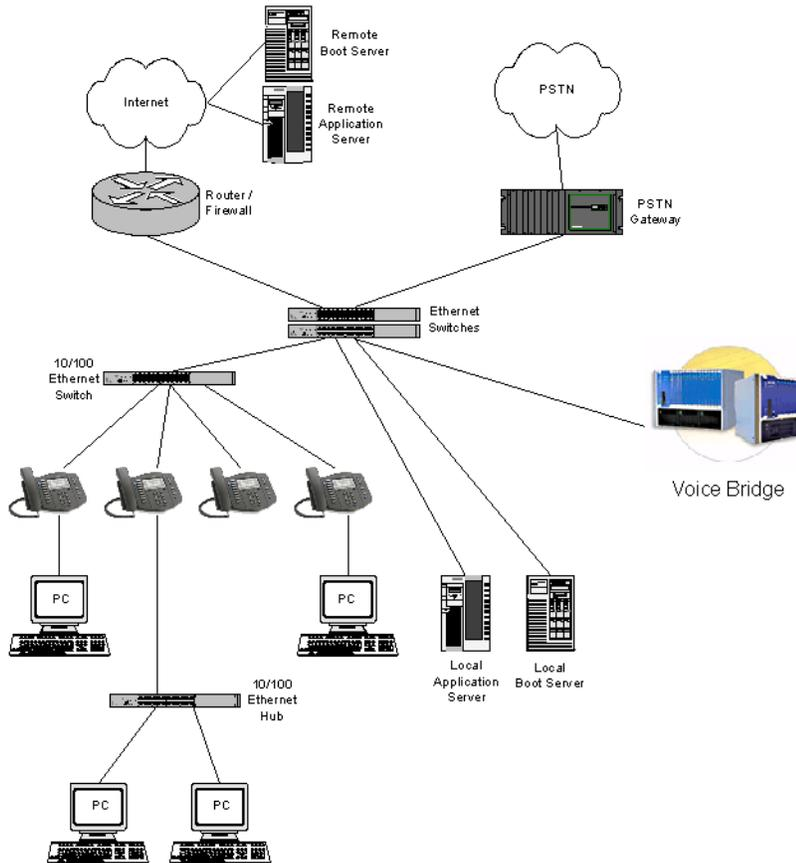 Remote
Boot Server
Internet
PSTN
Remote
Application
Server
Router /
Firewall
PSTN
Gateway
Ethernet
Switches
10/100
Ethernet
Switch
Voice Bridge
PC
PC
Local
Application
Server
Local
Boot Server
10/100
Ethernet
Hub
PC
PC